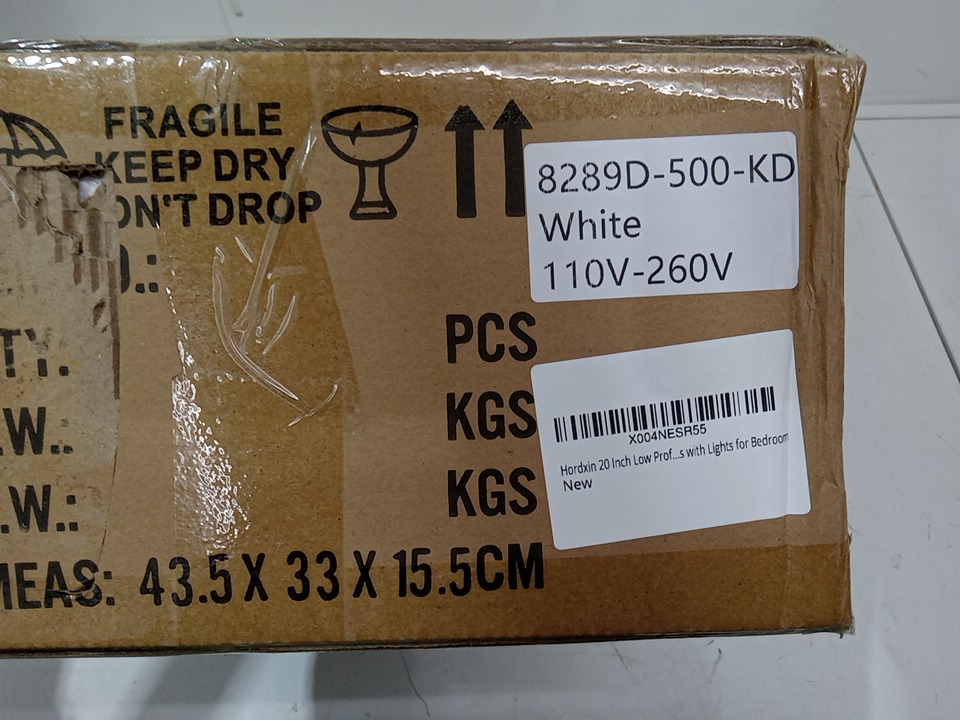 FRAGILE
KEEP DRY
ON'T DROP
8289D-500-KD
White
110V-260V
.:
TY.
PCS
.W.:
KGS
.W.:
KGS
MEAS: 43.5 X 33 X 15.5CM
X004NESR55
Hordxin 20 Inch Low Prof...s with Lights for Bedroom
New